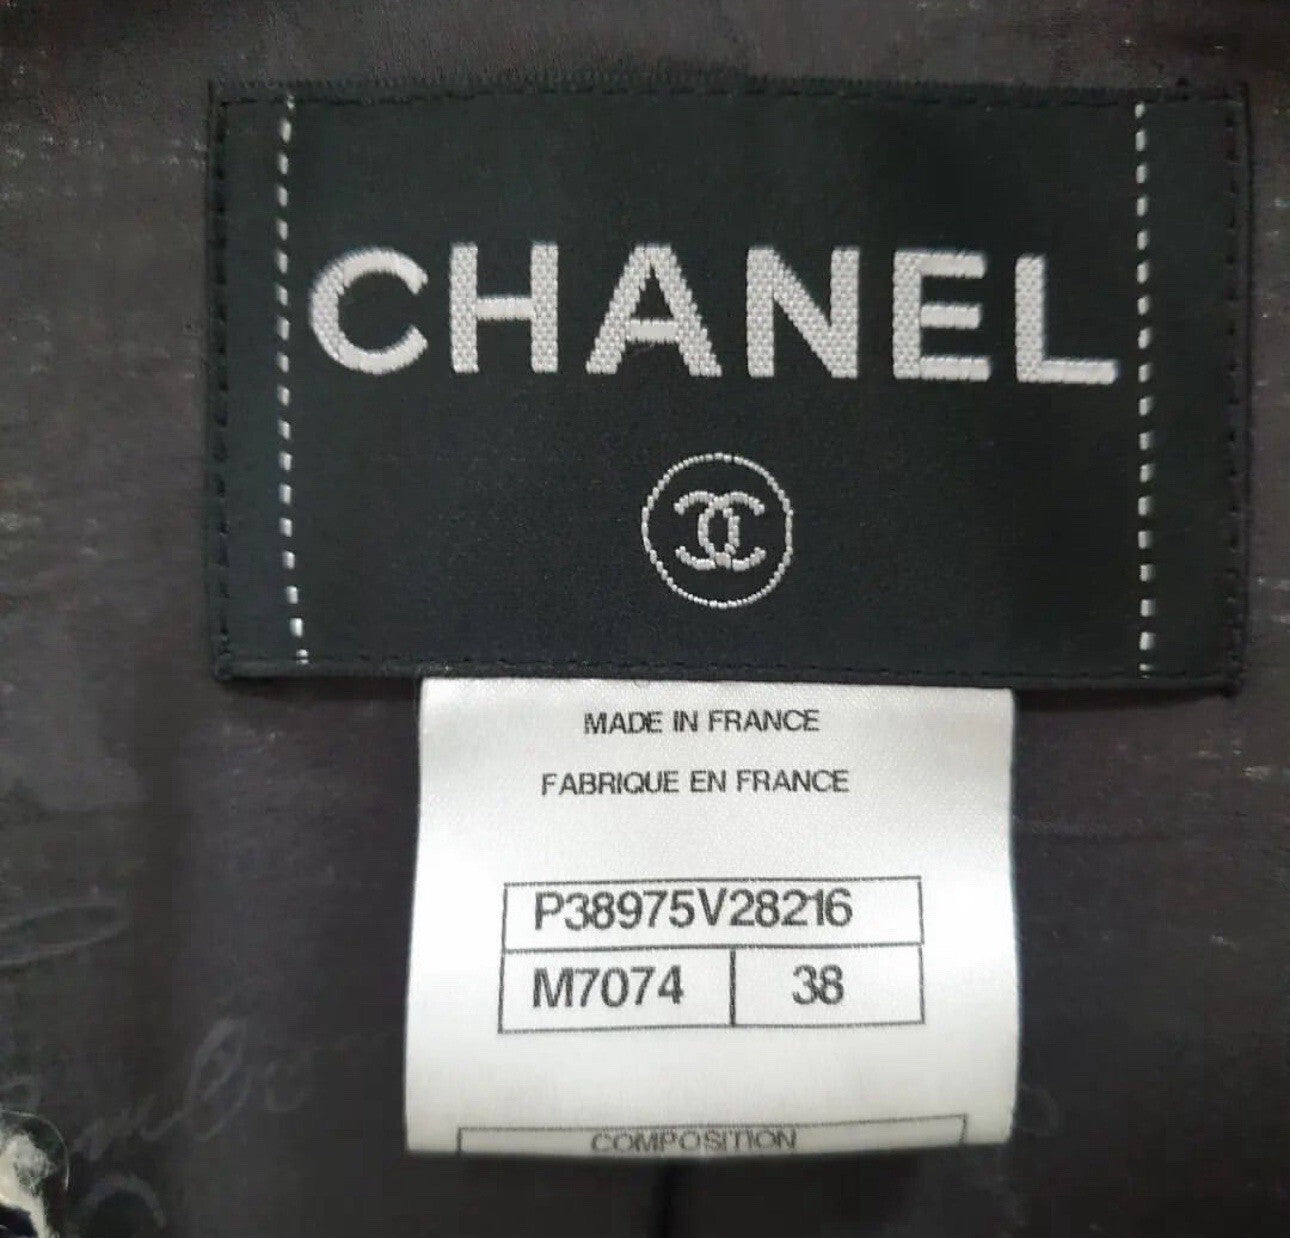 CHANEL
MADE IN FRANCE
FABRIQUE EN FRANCE
P38975V28216
M7074 38
COMPOSITION